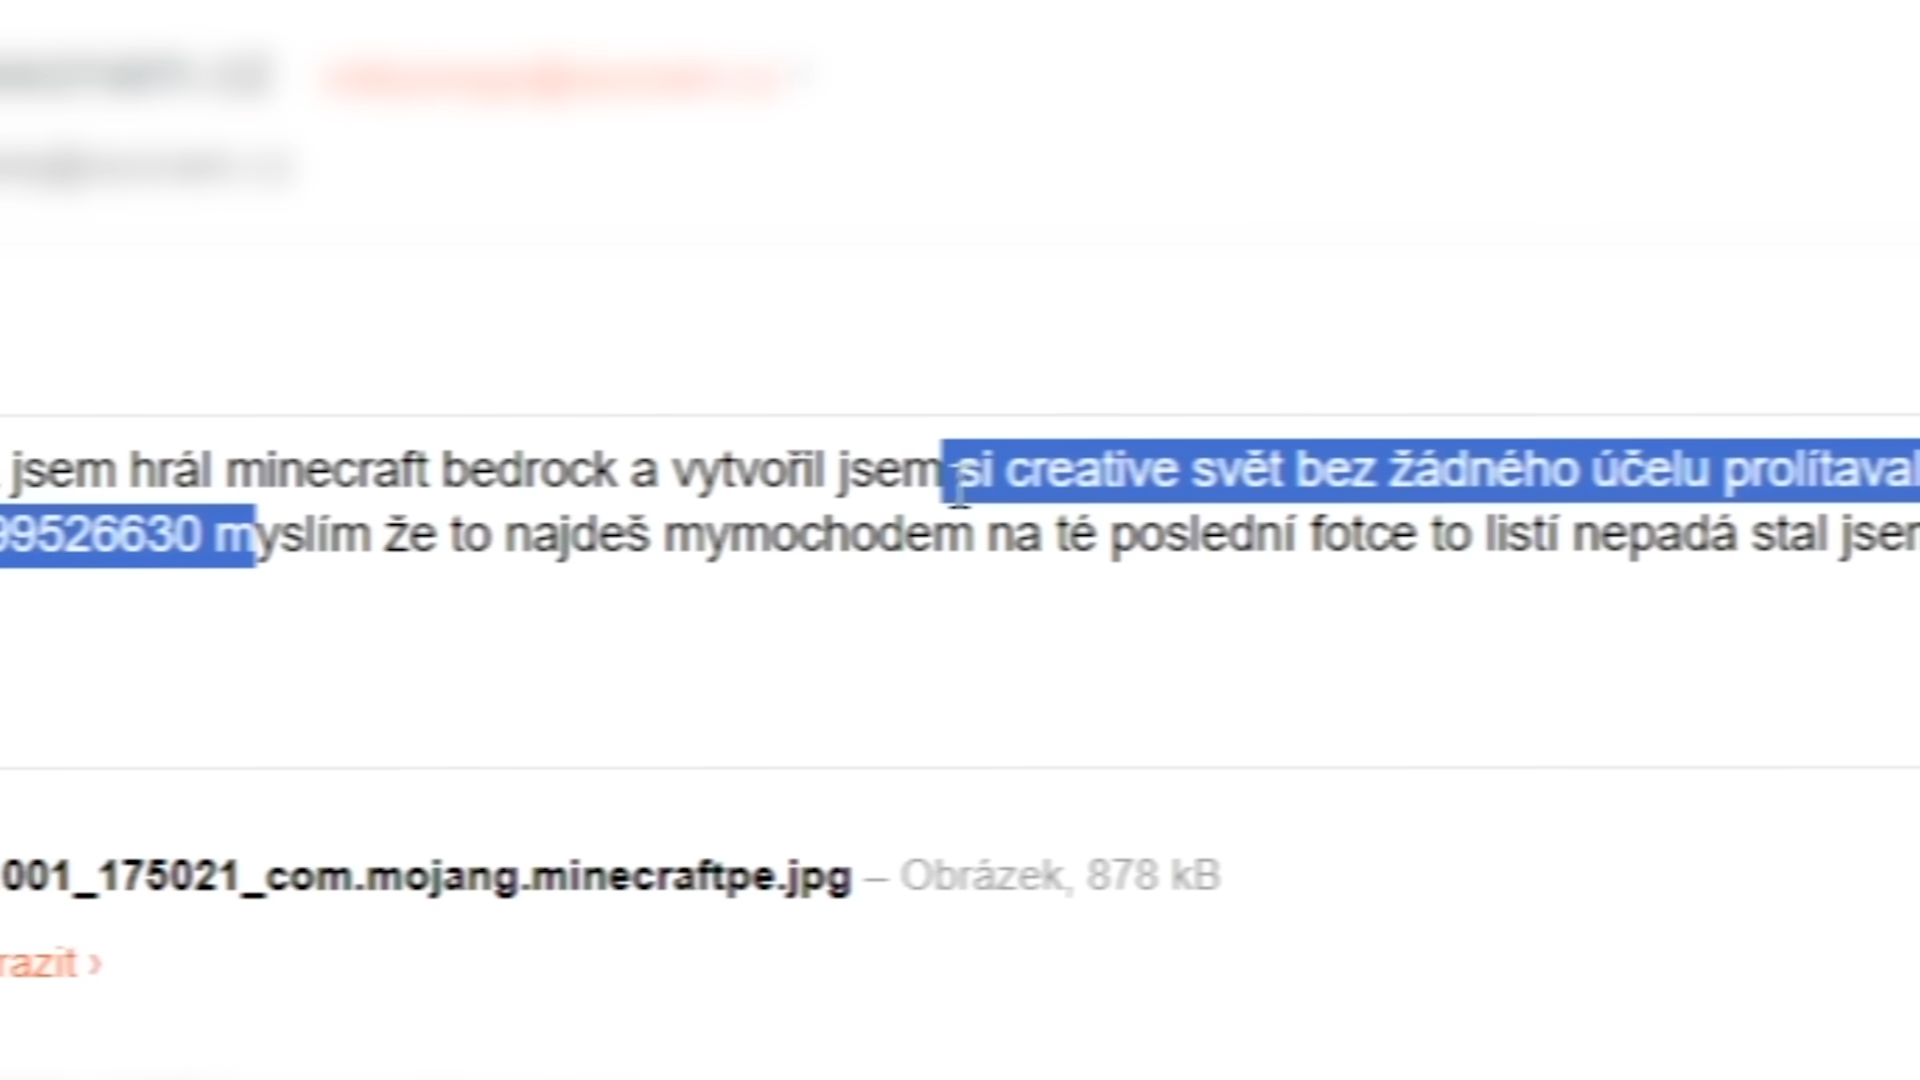 jsem hrál minecraft bedrock a vytvořil jsem si creative svět bez žádného účelu prolítaval
99526630 myslím že to najdeš mymochodem na té poslední fotce to listí nepadá stal jsem
001_175021_com.mojang.minecraftpe.jpg – Obrázek, 878 kB
razit ›